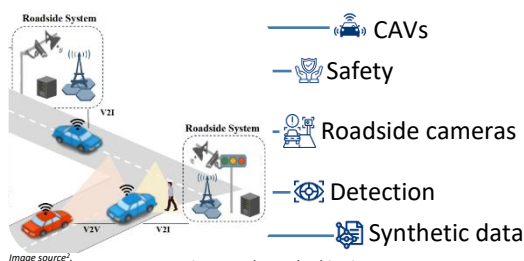 Roadside System
V2I
Roadside System
V2V
V2I
Image source².
CAVs
Safety
Roadside cameras
Detection
Synthetic data